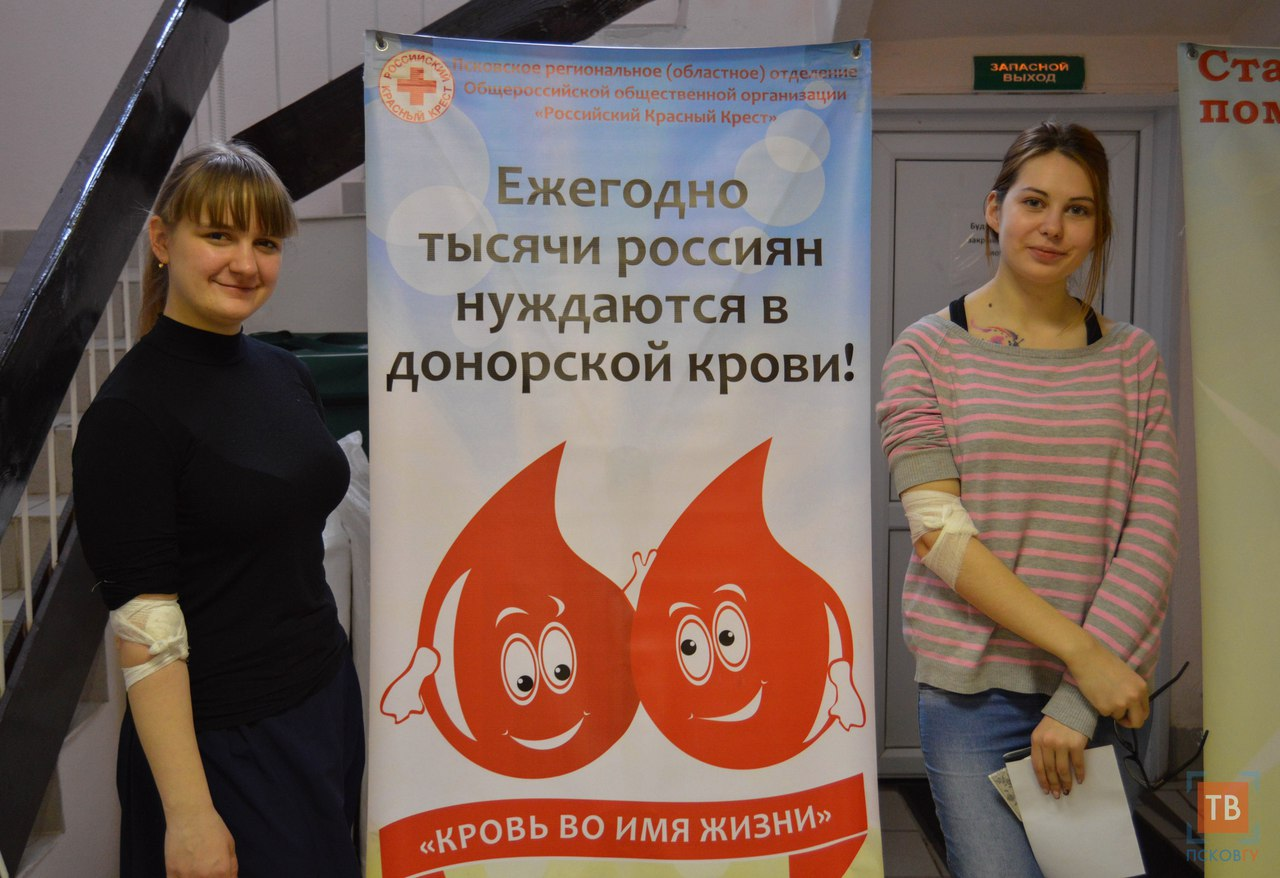 РОССИЙСКИЙ
КРАСНЫЙ КРЕСТ
Псковское региональное (областное) отделение
Общероссийской общественной организации
«Российский Красный Крест»
Ежегодно
тысячи россиян
нуждаются в
донорской крови!
«КРОВЬ ВО ИМЯ ЖИЗНИ»
ЗАПАСНОЙ
ВЫХОД
Ста
пом
ТВ
ПСКОВГУ